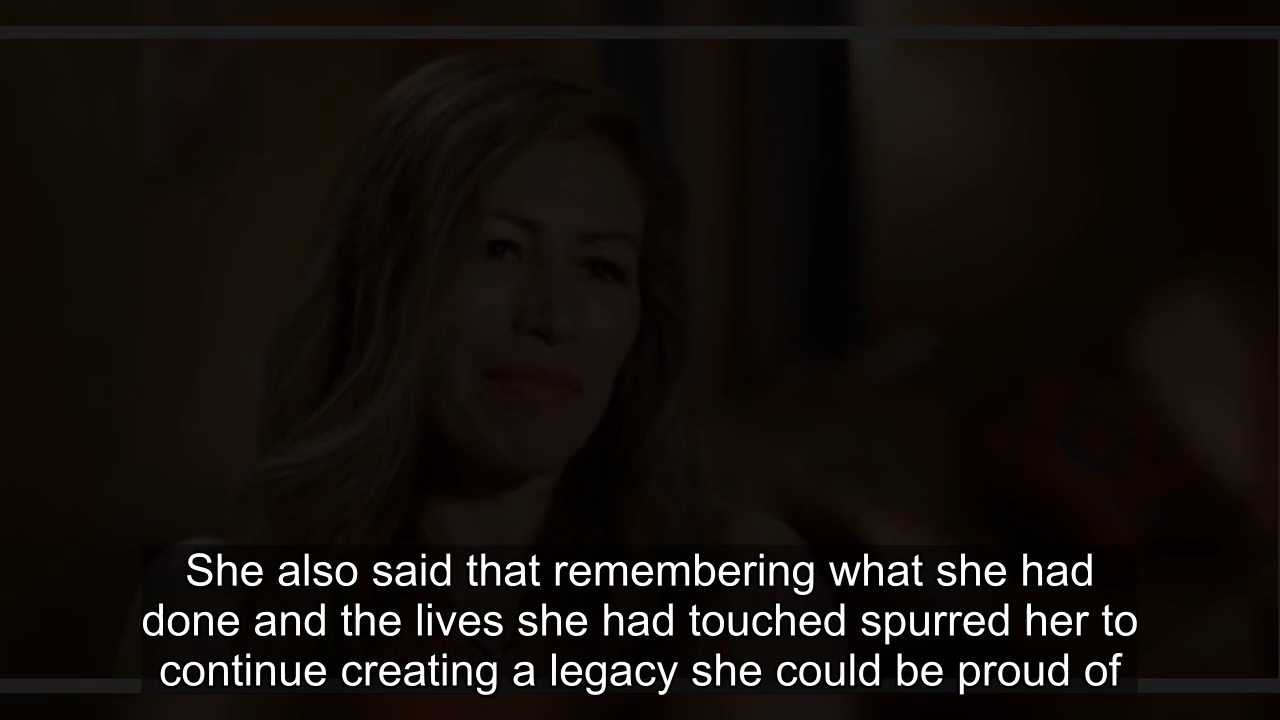 She also said that remembering what she had
done and the lives she had touched spurred her to
continue creating a legacy she could be proud of